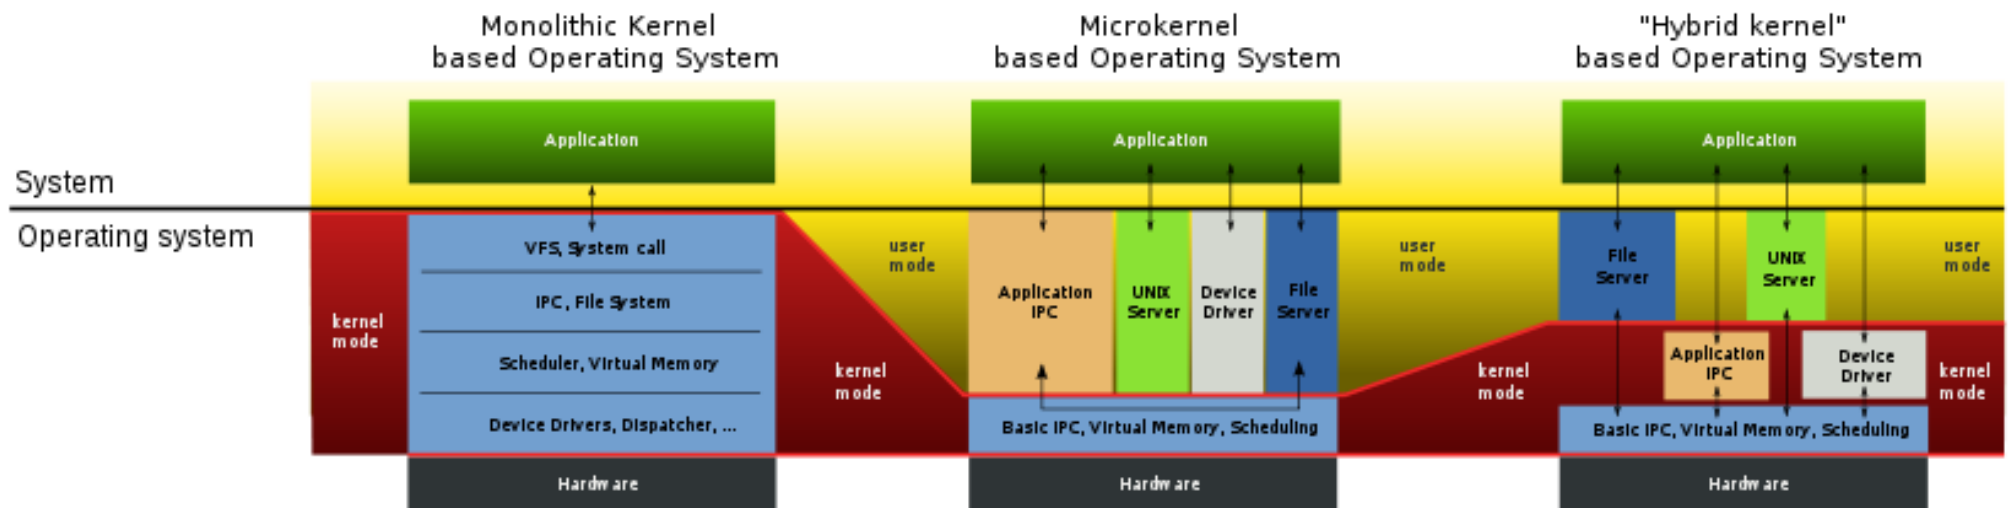 Monolithic Kernel
based Operating System
Microkernel
based Operating System
"Hybrid kernel"
based Operating System
System
Operating system
Application
VFS, System call
IPC, File System
Scheduler, Virtual Memory
Device Drivers, Dispatcher, ...
Hardware
kernel
mode
kernel
mode
user
mode
Application
Application
IPC
UNIX
Server
Device
Driver
File
Server
Basic IPC, Virtual Memory, Scheduling
Hardware
user
mode
kernel
mode
Application
File
Server
UNIX
Server
Application
IPC
Device
Driver
Basic IPC, Virtual Memory, Scheduling
Hardware
user
mode
kernel
mode